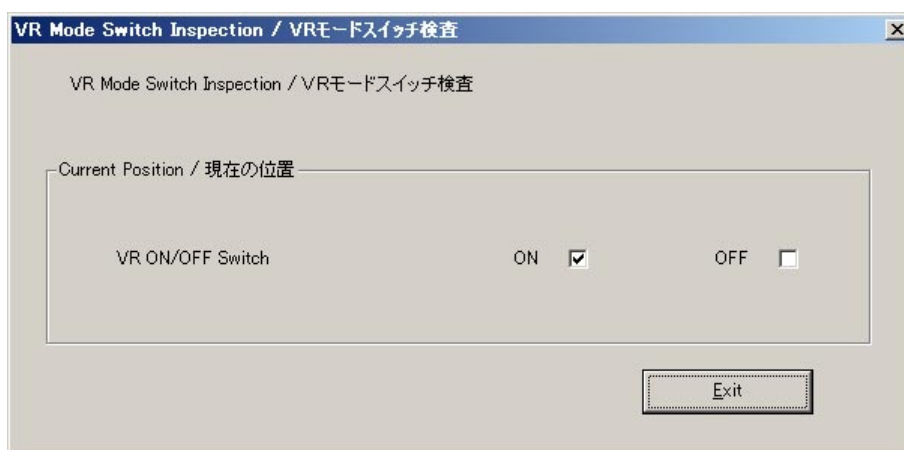 VR Mode Switch Inspection / VRモードスイッチ検査
VR Mode Switch Inspection / VRモードスイッチ検査
Current Position / 現在の位置
VR ON/OFF Switch ON OFF
Exit